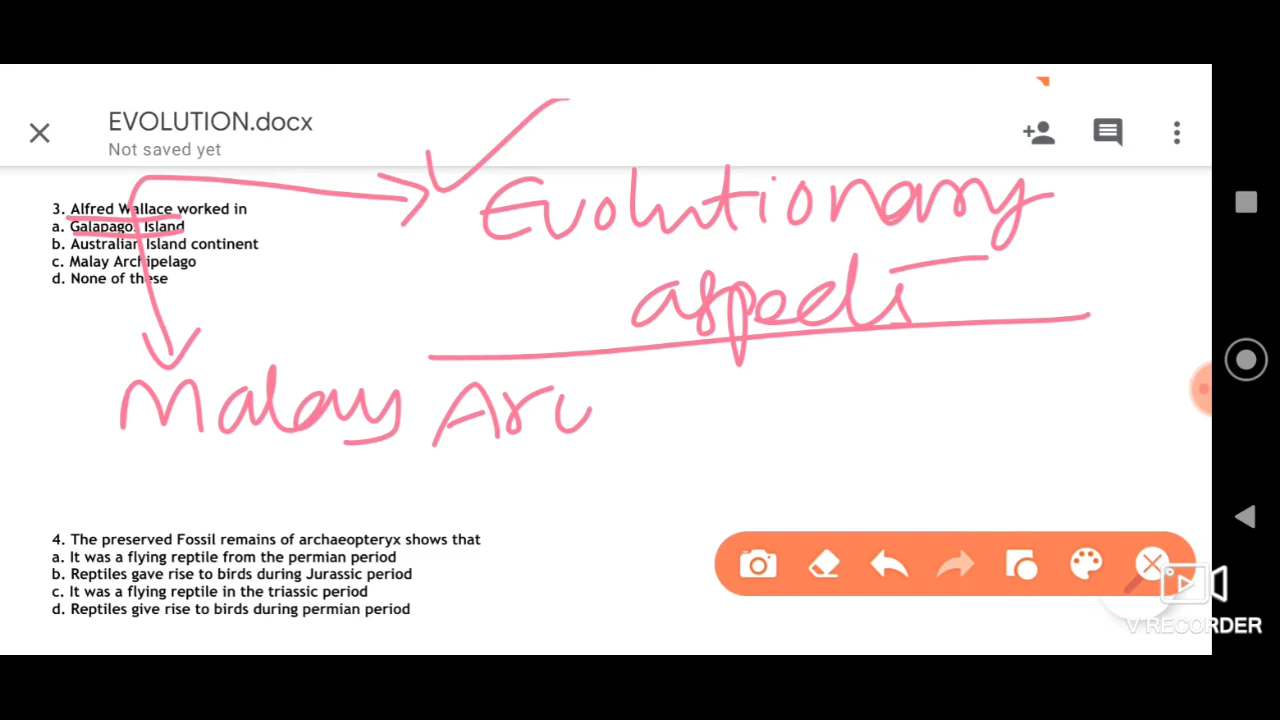 EVOLUTION.docx
Not saved yet
Evolutionary
3. Alfred Wallace worked in
a. Galapagos Island
b. Australian Island continent
c. Malay Archipelago
d. None of these
aspects
Malay Arc
4. The preserved Fossil remains of archaeopteryx shows that
a. It was a flying reptile from the permian period
b. Reptiles gave rise to birds during Jurassic period
c. It was a flying reptile in the triassic period
d. Reptiles give rise to birds during permian period
V RECORDER